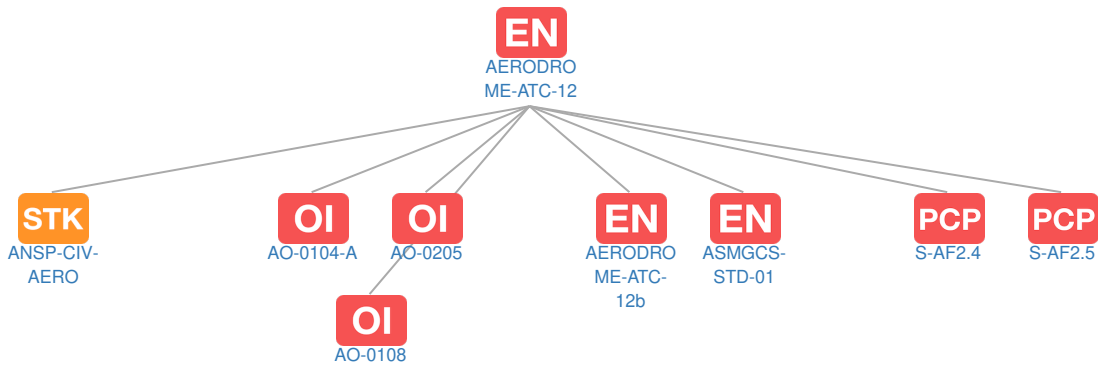 EN
AERODRO
ME-ATC-12
STK
ANSP-CIV-
AERO
OI
AO-0104-A
OI
AO-0205
EN
AERODRO
ME-ATC-
12b
EN
ASMGCS-
STD-01
PCP
S-AF2.4
PCP
S-AF2.5
OI
AO-0108